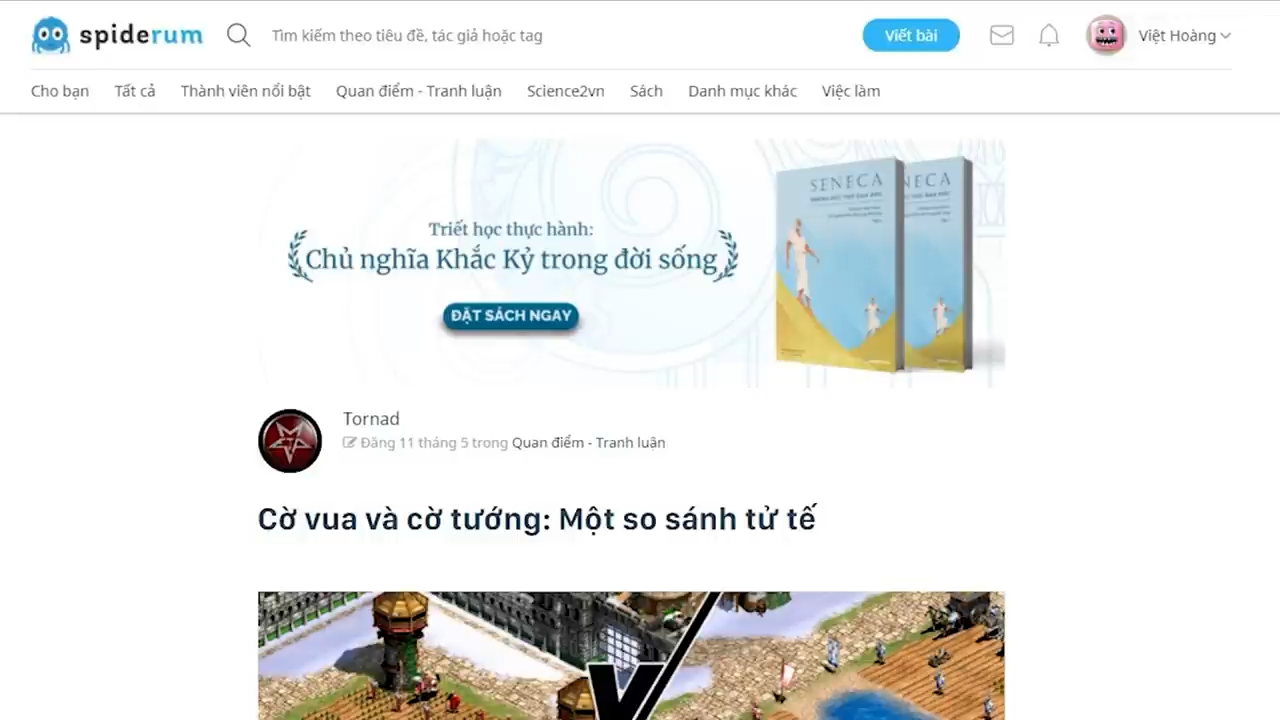 spiderum
Tìm kiếm theo tiêu đề, tác giả hoặc tag
Viết bài
Việt Hoàng
Cho bạn
Tất cả
Thành viên nổi bật
Quan điểm - Tranh luận
Science2vn
Sách
Danh mục khác
Việc làm
Triết học thực hành:
Chủ nghĩa Khắc Kỷ trong đời sống
ĐẶT SÁCH NGAY
SENECA
NECA
Tornad
Đăng 11 tháng 5 trong Quan điểm - Tranh luận
Cờ vua và cờ tướng: Một so sánh tử tế
V